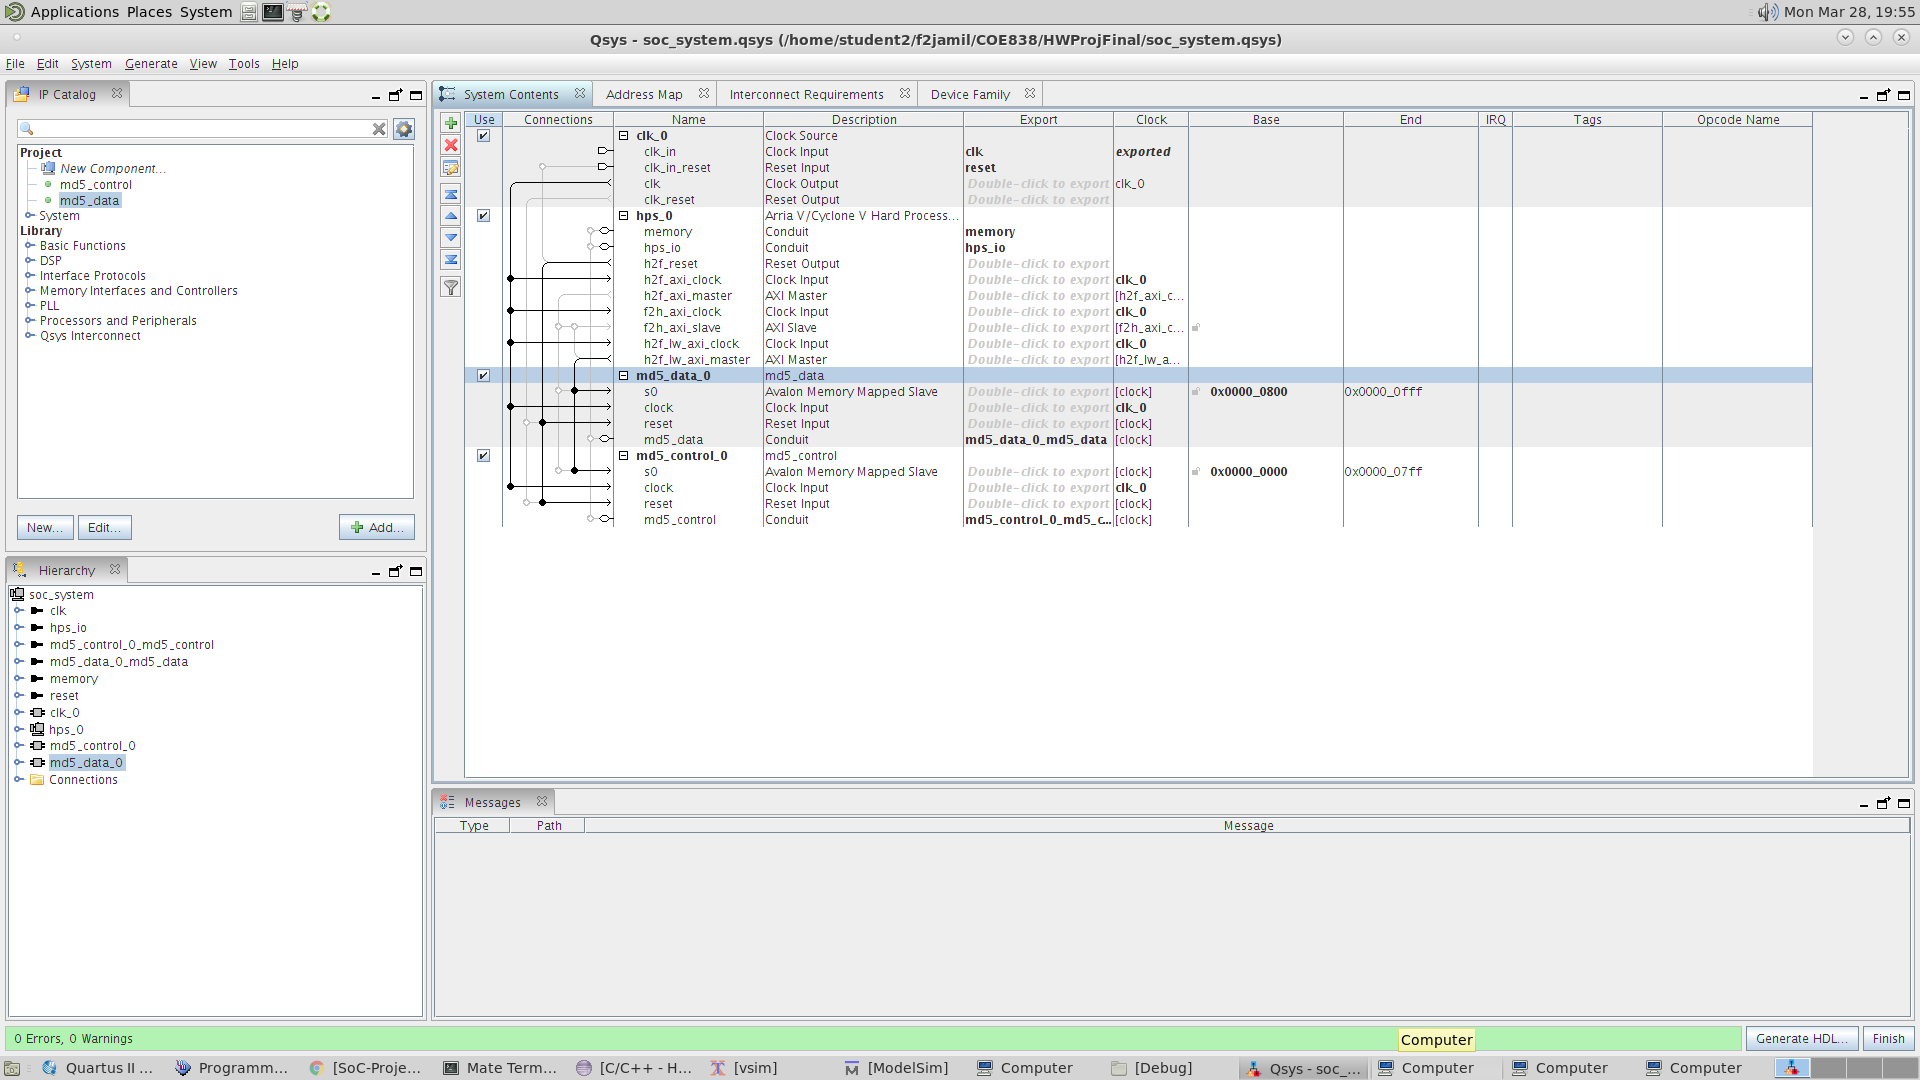 Applications Places System
Mon Mar 28, 19:55
Qsys - soc_system.qsys (/home/student2/f2jamil/COE838/HWProjFinal/soc_system.qsys)
File Edit System Generate View Tools Help
IP Catalog
Project
New Component...
md5_control
md5_data
System
Library
Basic Functions
DSP
Interface Protocols
Memory Interfaces and Controllers
PLL
Processors and Peripherals
Qsys Interconnect
New... Edit... Add...
Hierarchy
soc_system
clk
hps_io
md5_control_0_md5_control
md5_data_0_md5_data
memory
reset
clk_0
hps_0
md5_control_0
md5_data_0
Connections
System Contents Address Map Interconnect Requirements Device Family
Use Connections Name Description Export Clock Base End IRQ Tags Opcode Name
clk_0 Clock Source
clk_in Clock Input clk exported
clk_in_reset Reset Input reset
clk Clock Output Double-click to export clk_0
clk_reset Reset Output Double-click to export
hps_0 Arria V/Cyclone V Hard Process...
memory Conduit memory
hps_io Conduit hps_io
h2f_reset Reset Output Double-click to export
h2f_axi_clock Clock Input Double-click to export clk_0
h2f_axi_master AXI Master Double-click to export [h2f_axi_c...
f2h_axi_clock Clock Input Double-click to export clk_0
f2h_axi_slave AXI Slave Double-click to export [f2h_axi_c...
h2f_lw_axi_clock Clock Input Double-click to export clk_0
h2f_lw_axi_master AXI Master Double-click to export [h2f_lw_a...
md5_data_0 md5_data
s0 Avalon Memory Mapped Slave Double-click to export [clock] 0x0000_0800 0x0000_0fff
clock Clock Input Double-click to export clk_0
reset Reset Input Double-click to export [clock]
md5_data Conduit md5_data_0_md5_data [clock]
md5_control_0 md5_control
s0 Avalon Memory Mapped Slave Double-click to export [clock] 0x0000_0000 0x0000_07ff
clock Clock Input Double-click to export clk_0
reset Reset Input Double-click to export [clock]
md5_control Conduit md5_control_0_md5_c... [clock]
Messages
Type Path Message
0 Errors, 0 Warnings
Computer
Generate HDL... Finish
Quartus II ... Programm... [SoC-Proje... Mate Term... [C/C++ - H... [vsim] [ModelSim] Computer [Debug] Qsys - soc_... Computer Computer Computer